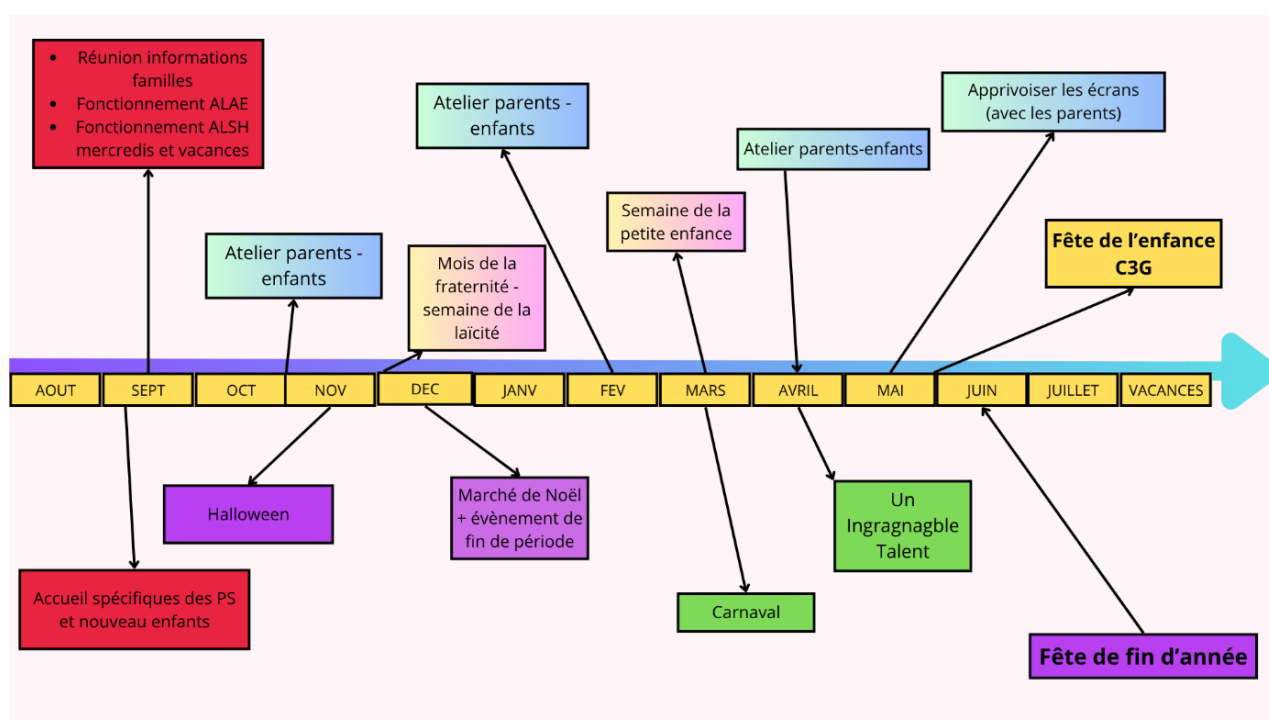 • Réunion informations
familles
• Fonctionnement ALAE
• Fonctionnement ALSH
mercredis et vacances
Atelier parents -
enfants
Mois de la
fraternité -
semaine de la
laïcité
Atelier parents -
enfants
Semaine de la
petite enfance
Atelier parents-enfants
Apprivoiser les écrans
(avec les parents)
Fête de l'enfance
C3G
AOUT
SEPT
OCT
NOV
DEC
JANV
FEV
MARS
AVRIL
MAI
JUIN
JUILLET
VACANCES
Accueil spécifiques des PS
et nouveau enfants
Halloween
Marché de Noël
+ évènement de
fin de période
Carnaval
Un
Ingragnagble
Talent
Fête de fin d'année